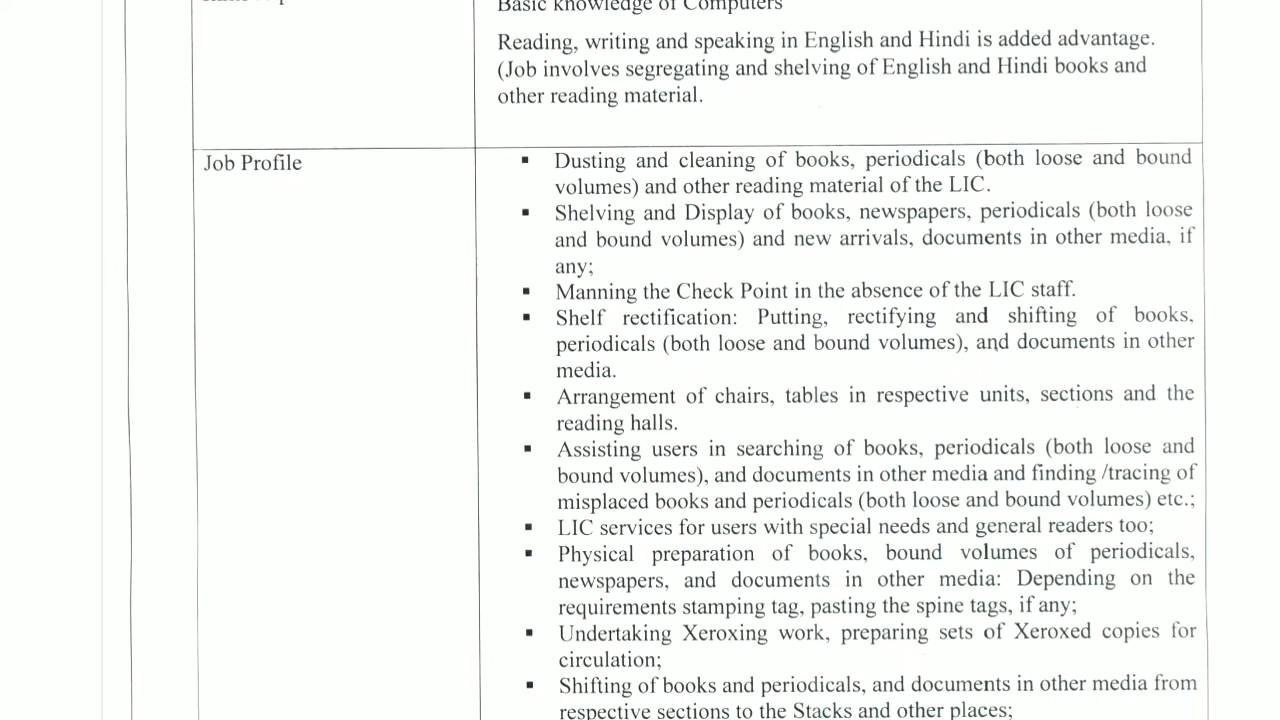 Basic knowledge of Computers
Reading, writing and speaking in English and Hindi is added advantage.
(Job involves segregating and shelving of English and Hindi books and
other reading material.
Job Profile
▪ Dusting and cleaning of books, periodicals (both loose and bound
volumes) and other reading material of the LIC.
▪ Shelving and Display of books, newspapers, periodicals (both loose
and bound volumes) and new arrivals, documents in other media, if
any;
▪ Manning the Check Point in the absence of the LIC staff.
▪ Shelf rectification: Putting, rectifying and shifting of books,
periodicals (both loose and bound volumes), and documents in other
media.
▪ Arrangement of chairs, tables in respective units, sections and the
reading halls.
▪ Assisting users in searching of books, periodicals (both loose and
bound volumes), and documents in other media and finding /tracing of
misplaced books and periodicals (both loose and bound volumes) etc.;
▪ LIC services for users with special needs and general readers too;
▪ Physical preparation of books, bound volumes of periodicals,
newspapers, and documents in other media: Depending on the
requirements stamping tag, pasting the spine tags, if any;
▪ Undertaking Xeroxing work, preparing sets of Xeroxed copies for
circulation;
▪ Shifting of books and periodicals, and documents in other media from
respective sections to the Stacks and other places;